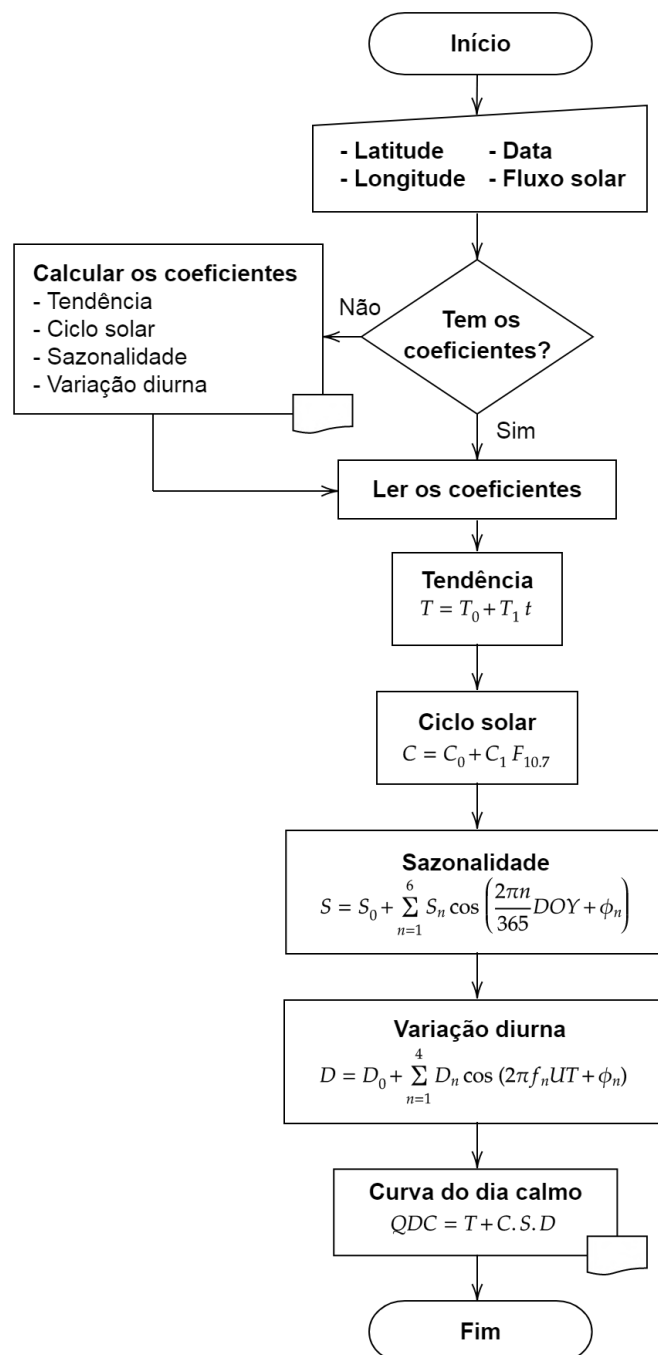 Início
- Latitude - Data
- Longitude - Fluxo solar
Calcular os coeficientes
- Tendência
- Ciclo solar
- Sazonalidade
- Variação diurna
Não
Tem os
coeficientes?
Sim
Ler os coeficientes
Tendência
T = T₀ + T₁ t
Ciclo solar
C = C₀ + C₁ F₁₀.₇
Sazonalidade
S = S₀ + ∑_{n=1}^{6} Sₙ cos (\frac{2πn}{365} DOY + ϕₙ)
Variação diurna
D = D₀ + ∑_{n=1}^{4} Dₙ cos (2πfₙUT + ϕₙ)
Curva do dia calmo
QDC = T + C.S.D
Fim